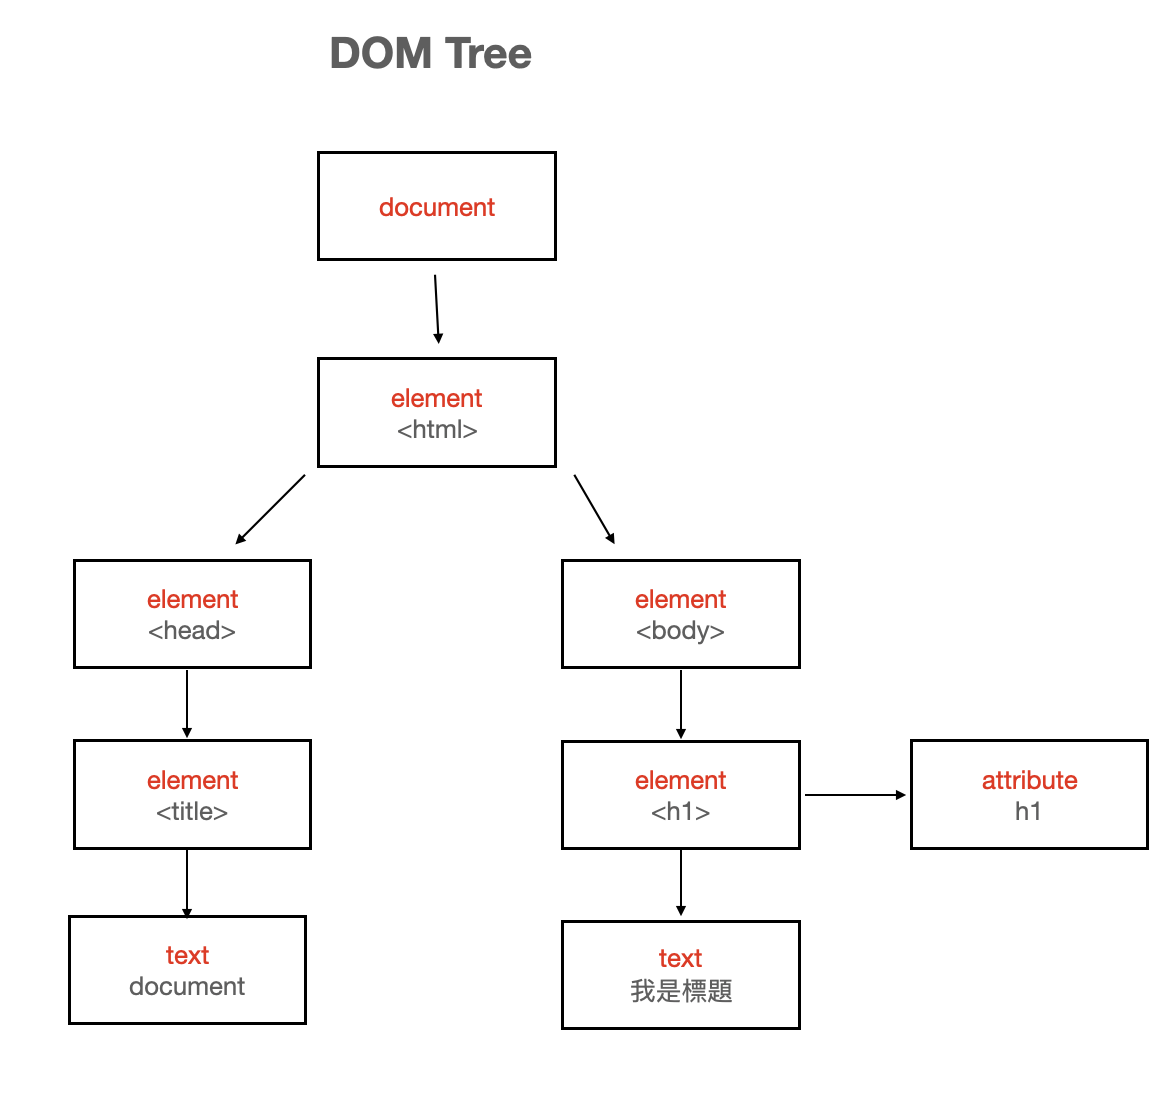 DOM Tree
document
element
<html>
element
<head>
element
<body>
element
<title>
element
<h1>
attribute
h1
text
document
text
我是標題